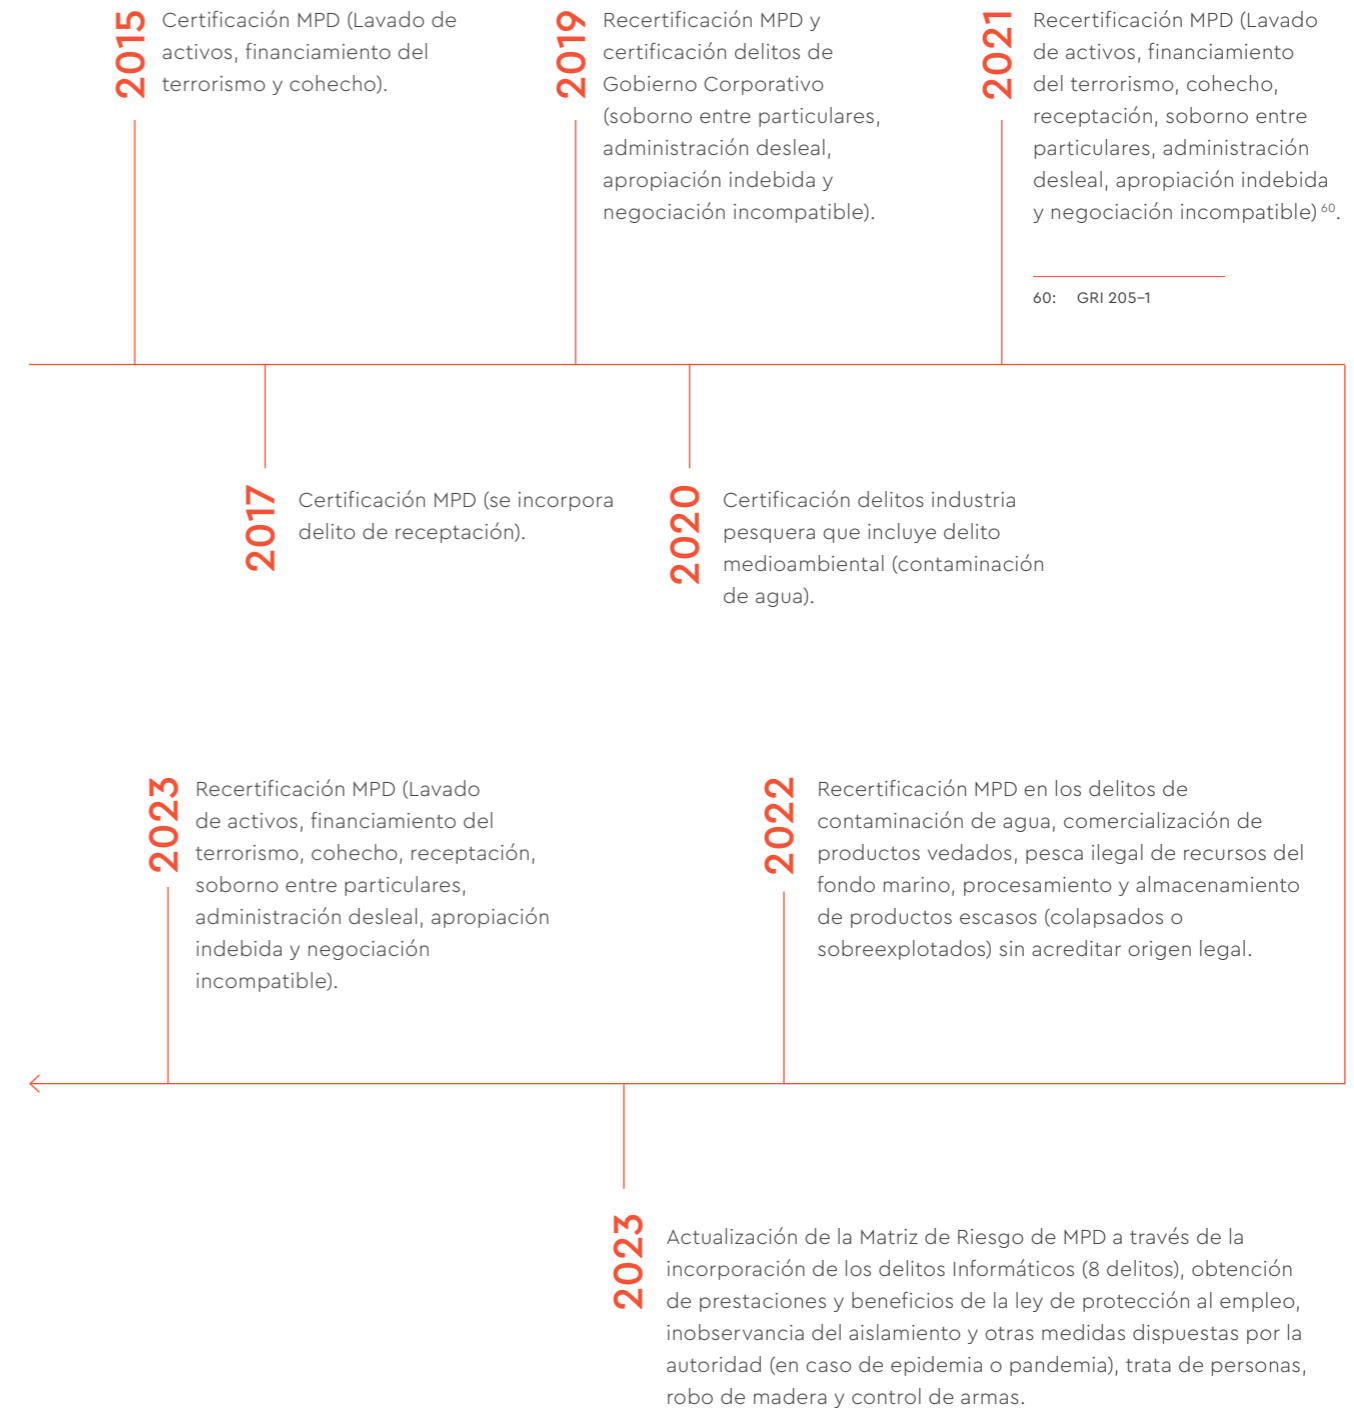 2015
Certificación MPD (Lavado de
activos, financiamiento del
terrorismo y cohecho).
2017
Certificación MPD (se incorpora
delito de receptación).
2019
Recertificación MPD y
certificación delitos de
Gobierno Corporativo
(soborno entre particulares,
administración desleal,
apropiación indebida y
negociación incompatible).
2020
Certificación delitos industria
pesquera que incluye delito
medioambiental (contaminación
de agua).
2021
Recertificación MPD (Lavado
de activos, financiamiento
del terrorismo, cohecho,
receptación, soborno entre
particulares, administración
desleal, apropiación indebida
y negociación incompatible) 60.
60: GRI 205-1
2022
Recertificación MPD en los delitos de
contaminación de agua, comercialización de
productos vedados, pesca ilegal de recursos del
fondo marino, procesamiento y almacenamiento
de productos escasos (colapsados o
sobreexplotados) sin acreditar origen legal.
2023
Actualización de la Matriz de Riesgo de MPD a través de la
incorporación de los delitos Informáticos (8 delitos), obtención
de prestaciones y beneficios de la ley de protección al empleo,
inobservancia del aislamiento y otras medidas dispuestas por la
autoridad (en caso de epidemia o pandemia), trata de personas,
robo de madera y control de armas.
2023
Recertificación MPD (Lavado
de activos, financiamiento del
terrorismo, cohecho, receptación,
soborno entre particulares,
administración desleal, apropiación
indebida y negociación
incompatible).